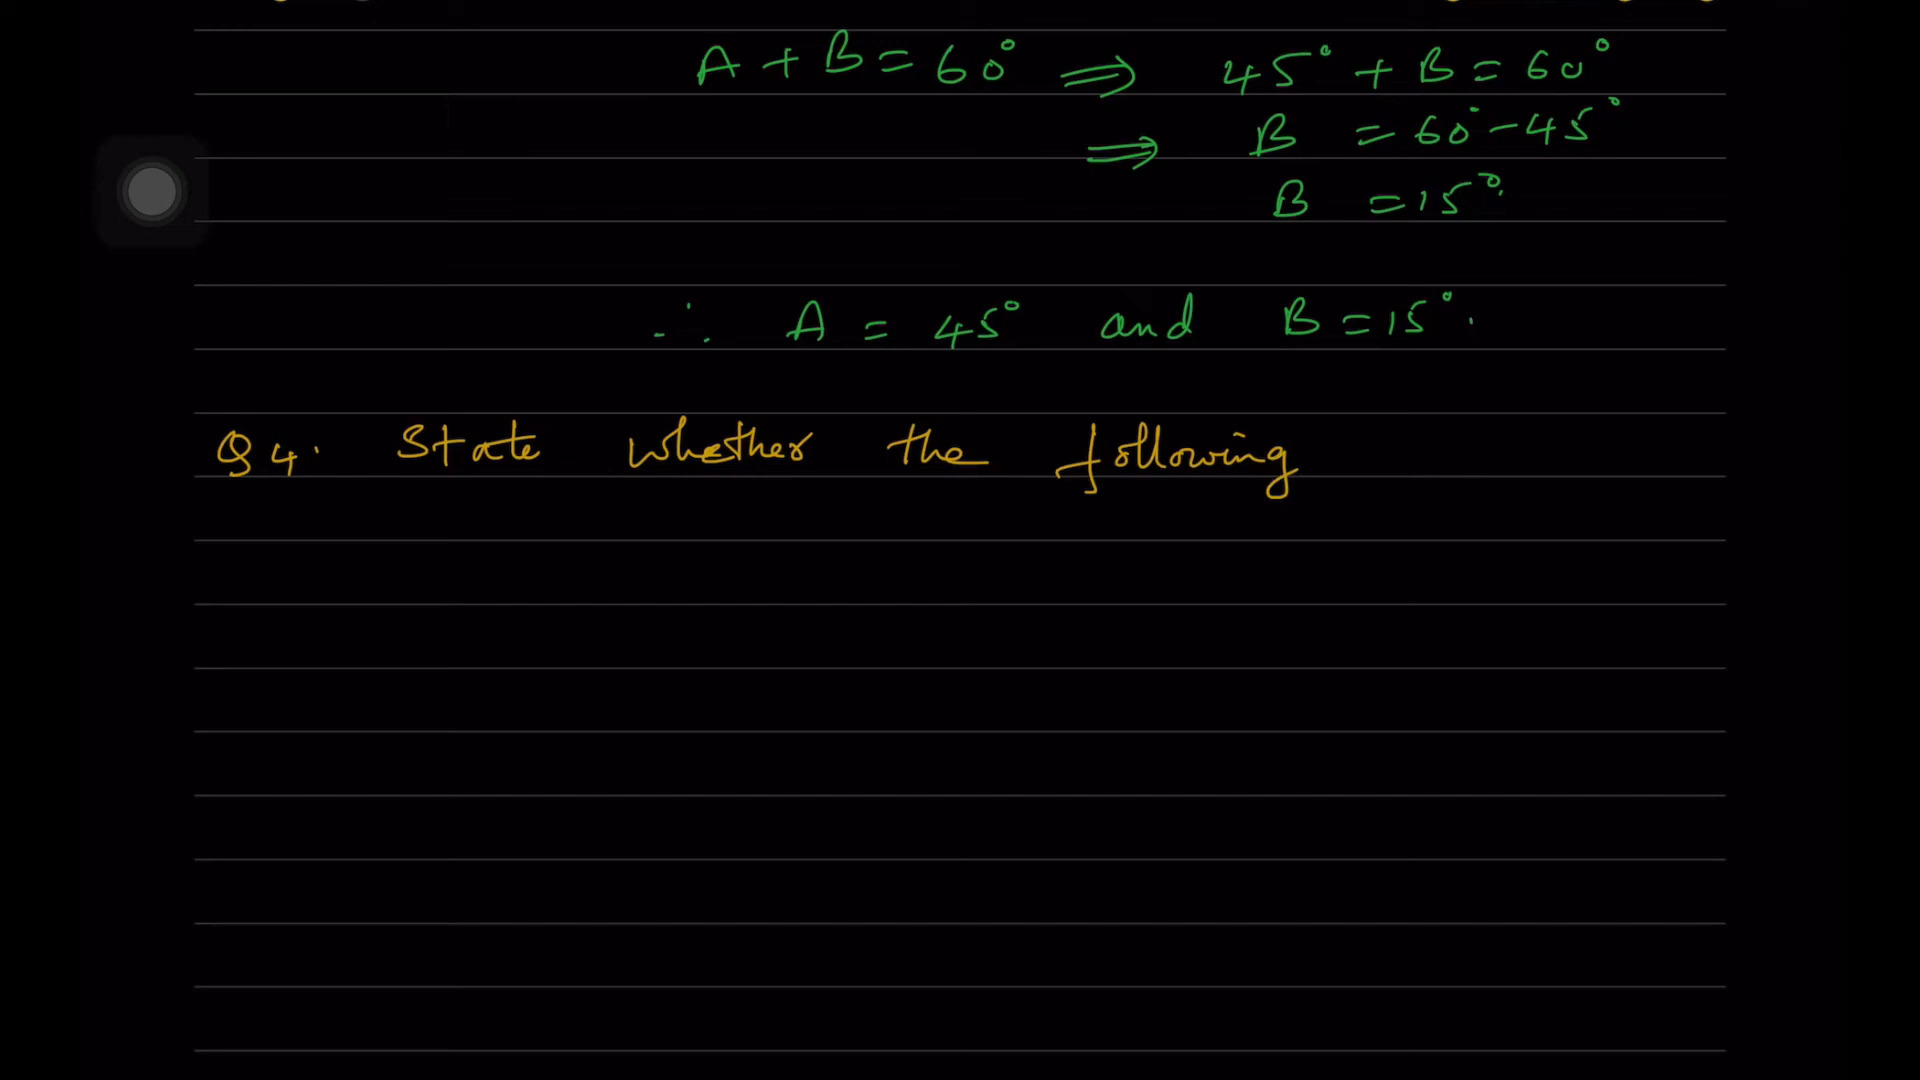 A + B = 60° ⟹ 45° + B = 60°
⟹ B = 60° - 45°
B = 15°.
∴ A = 45° and B = 15°.
Q4. State whether the following